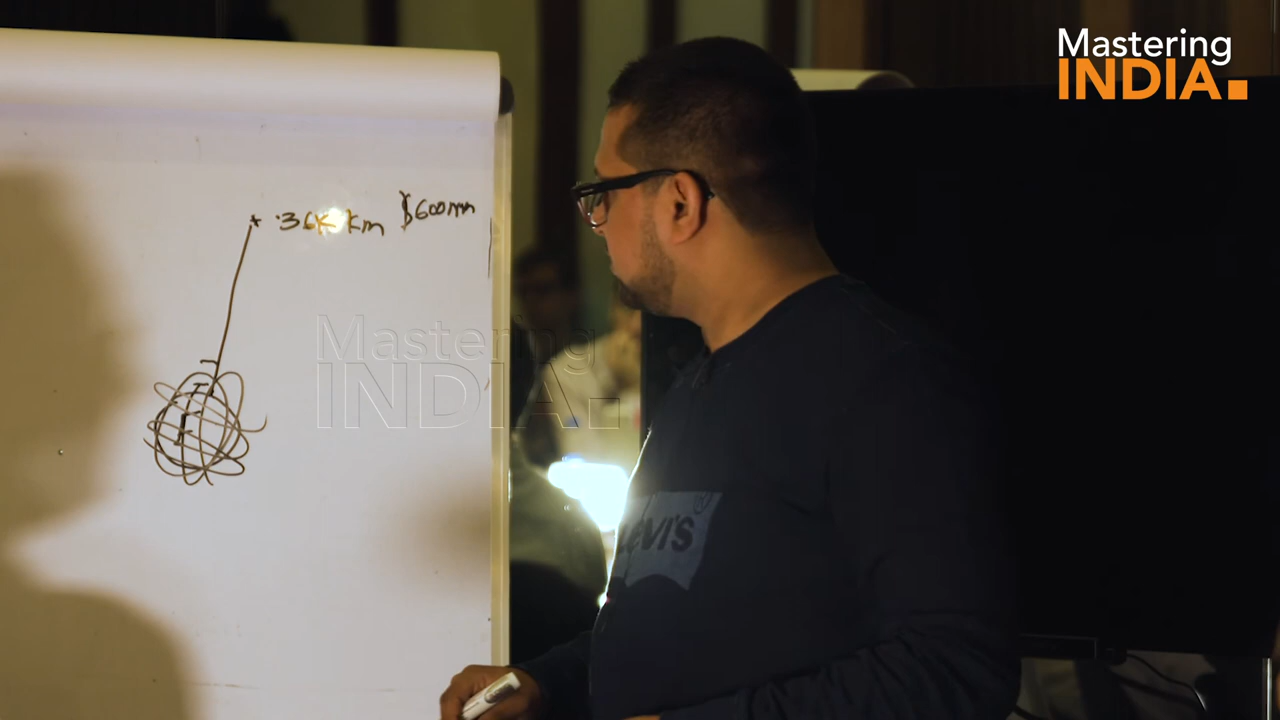 Mastering
INDIA.
36K Km $600mn
Mastering
INDIA.
LEVI'S ®